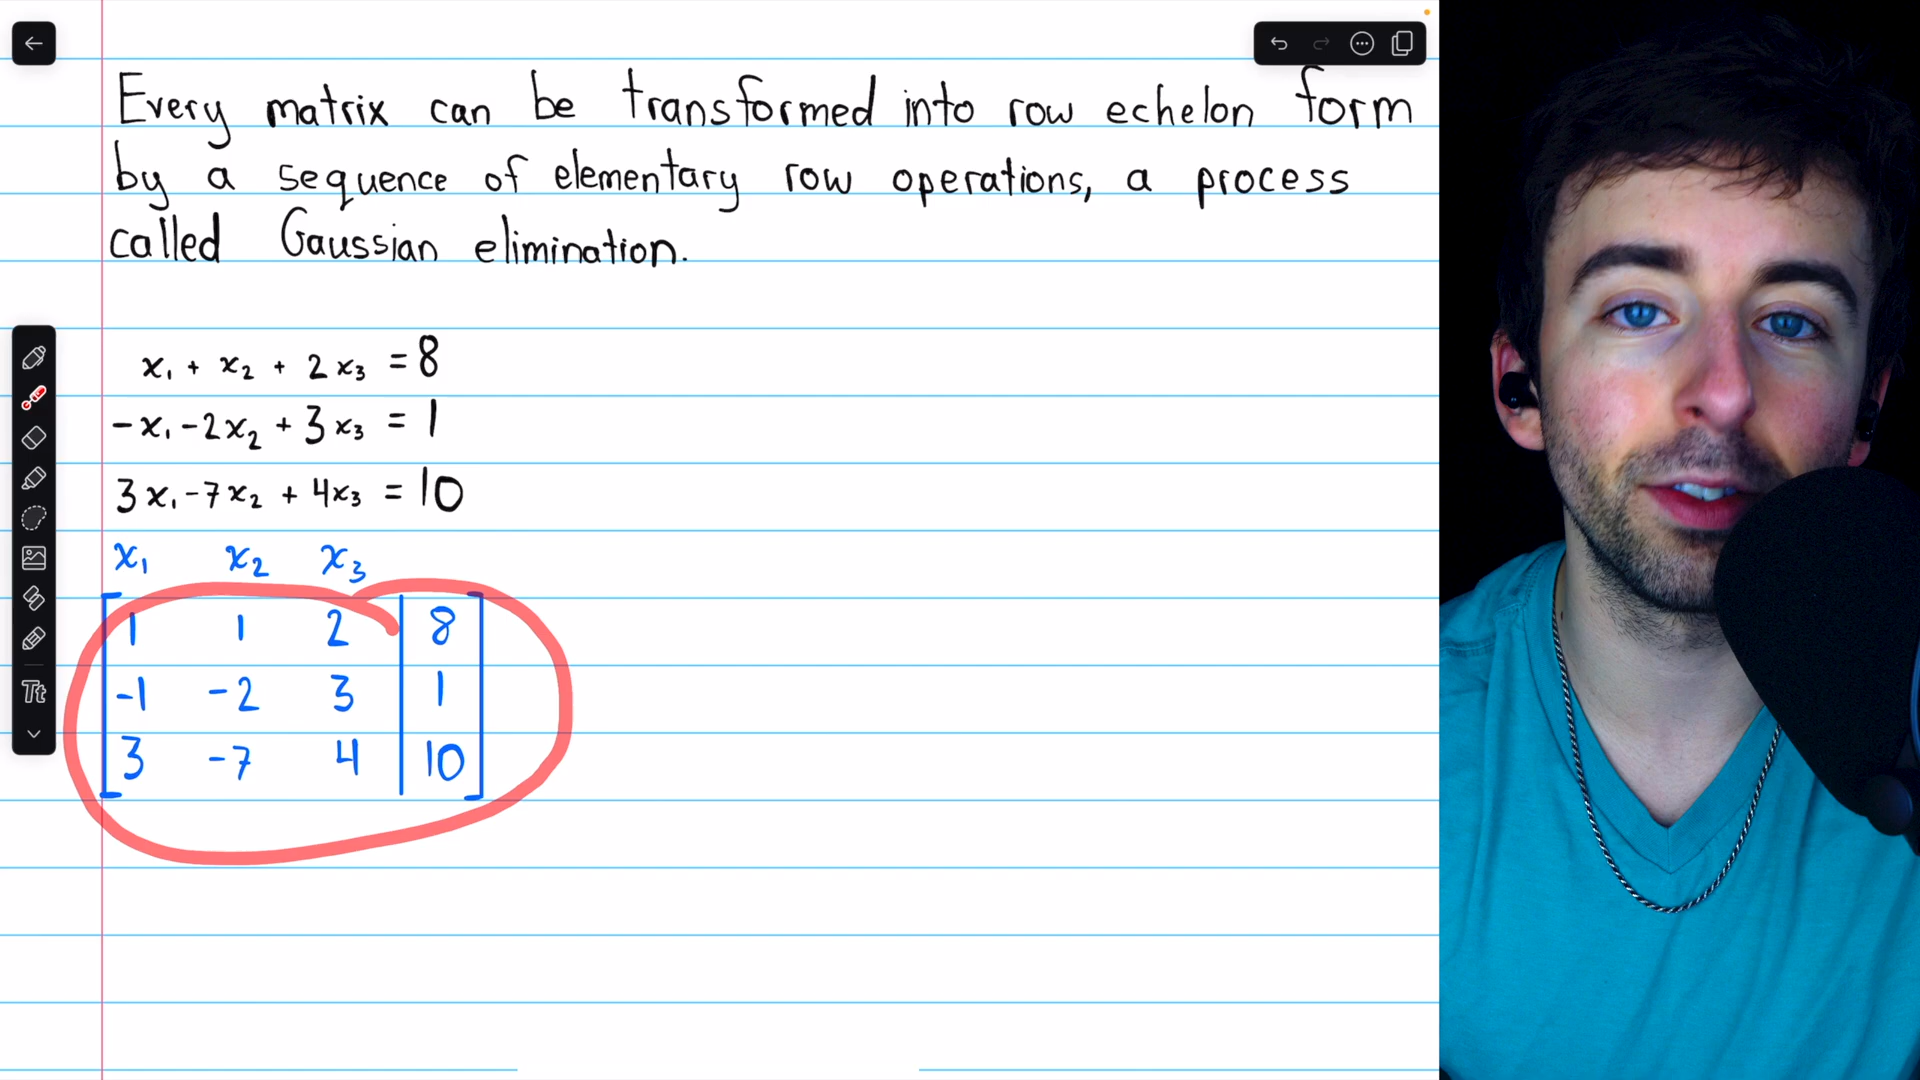 Every matrix can be transformed into row echelon form
by a sequence of elementary row operations, a process
called Gaussian elimination.
x₁ + x₂ + 2x₃ = 8
-x₁ - 2x₂ + 3x₃ = 1
3x₁ - 7x₂ + 4x₃ = 10
x₁ x₂ x₃
1 1 2 | 8
-1 -2 3 | 1
3 -7 4 | 10
Tt